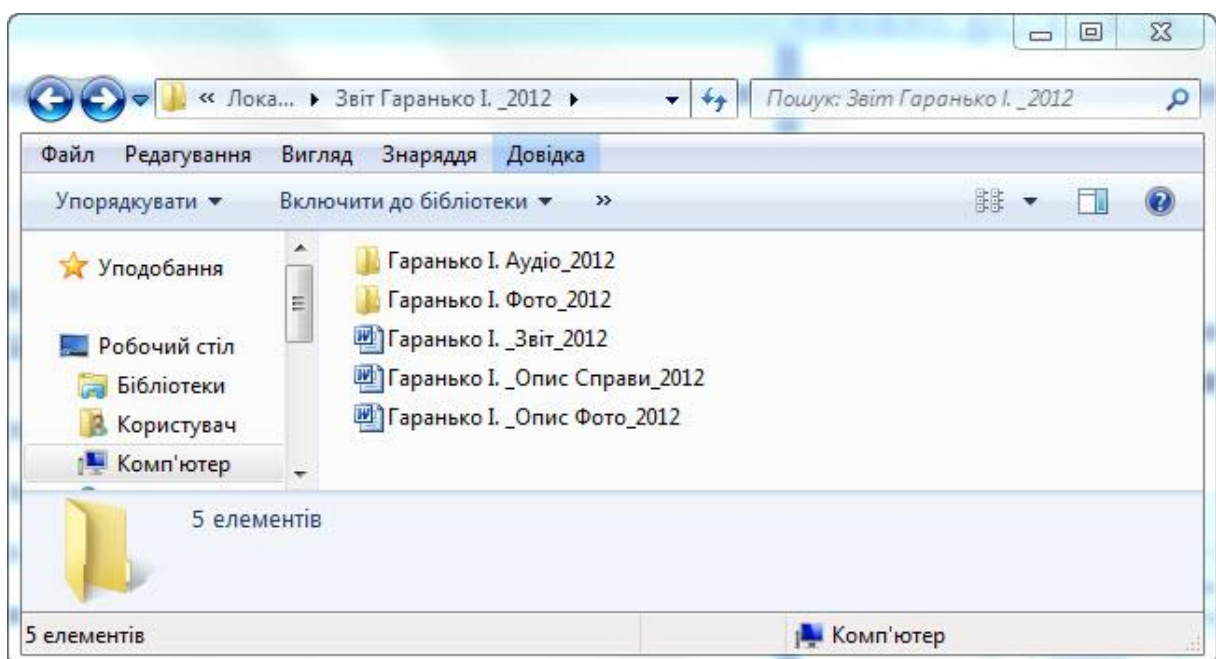 « Лока... Звіт Гаранько І. _2012
Пошук: Звіт Гаранько І. _2012
Файл Редагування Вигляд Знаряддя Довідка
Упорядкувати Включити до бібліотеки »
Уподобання
Робочий стіл
Бібліотеки
Користувач
Комп'ютер
Гаранько І. Аудіо_2012
Гаранько І. Фото_2012
Гаранько І. _Звіт_2012
Гаранько І. _Опис Справи_2012
Гаранько І. _Опис Фото_2012
5 елементів
5 елементів Комп'ютер